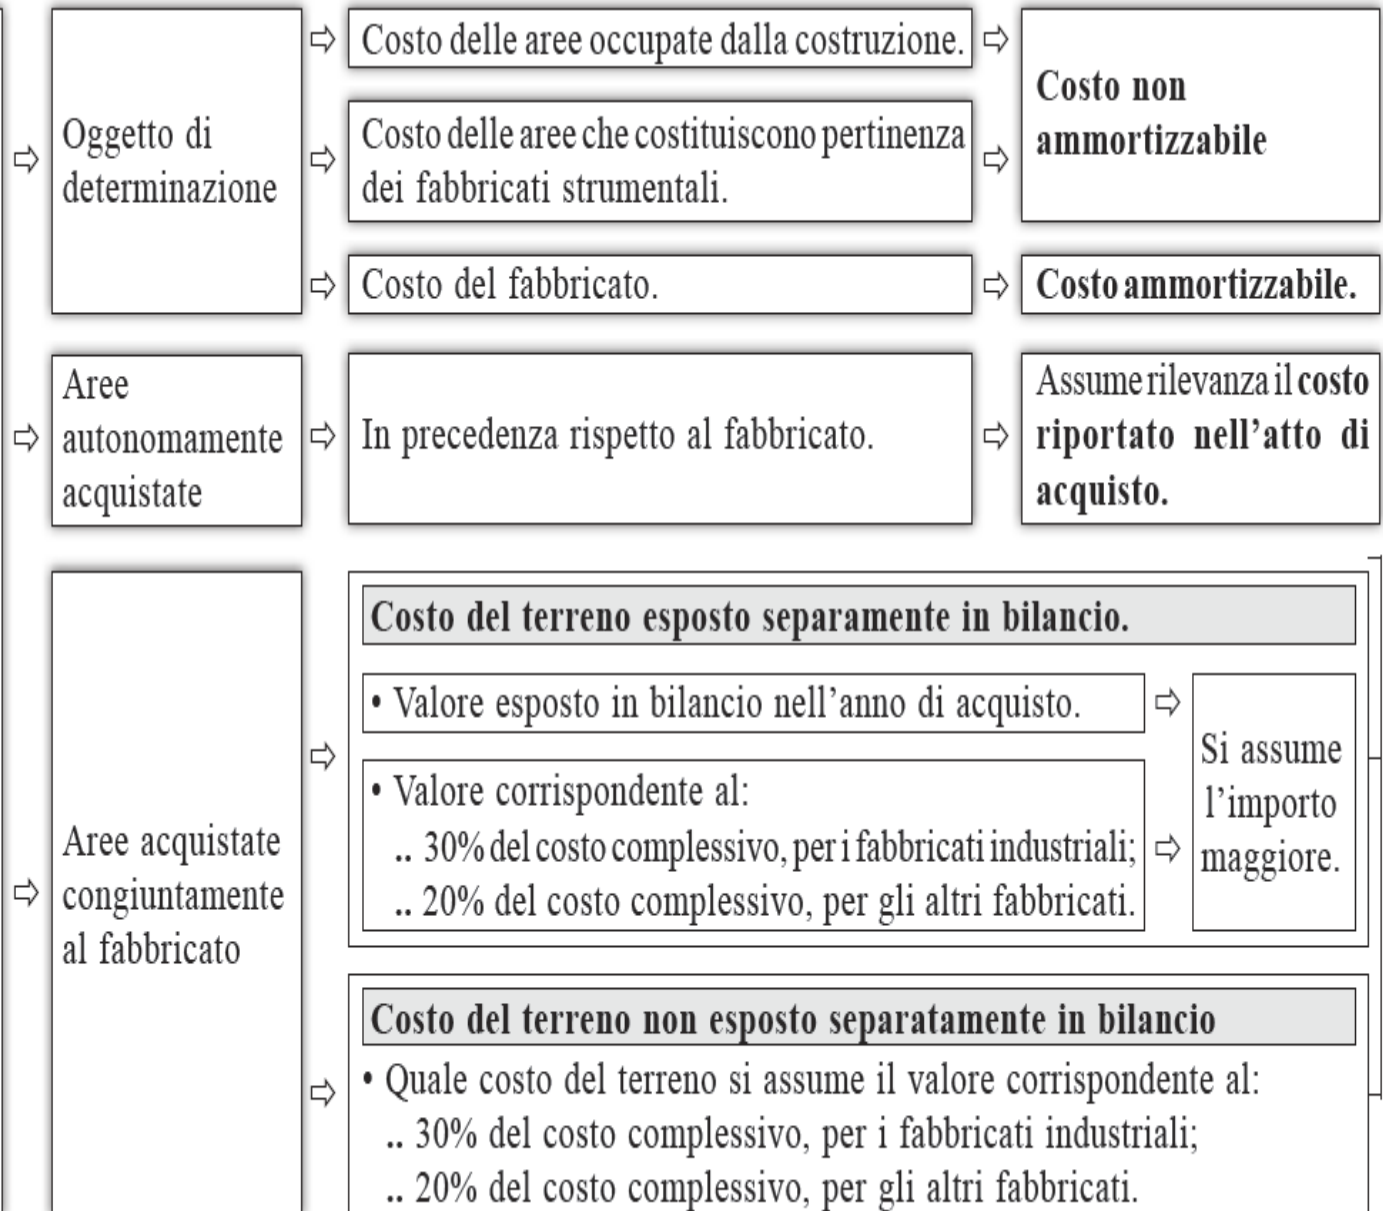 Oggetto di
determinazione
Costo delle aree occupate dalla costruzione.
Costo delle aree che costituiscono pertinenza
dei fabbricati strumentali.
Costo non
ammortizzabile
Costo del fabbricato.
Costo ammortizzabile.
Aree
autonomamente
acquistate
In precedenza rispetto al fabbricato.
Assume rilevanza il costo
riportato nell'atto di
acquisto.
Aree acquistate
congiuntamente
al fabbricato
Costo del terreno esposto separamente in bilancio.
• Valore esposto in bilancio nell'anno di acquisto.
• Valore corrispondente al:
.. 30% del costo complessivo, per i fabbricati industriali;
.. 20% del costo complessivo, per gli altri fabbricati.
Si assume
l'importo
maggiore.
Costo del terreno non esposto separatamente in bilancio
• Quale costo del terreno si assume il valore corrispondente al:
.. 30% del costo complessivo, per i fabbricati industriali;
.. 20% del costo complessivo, per gli altri fabbricati.